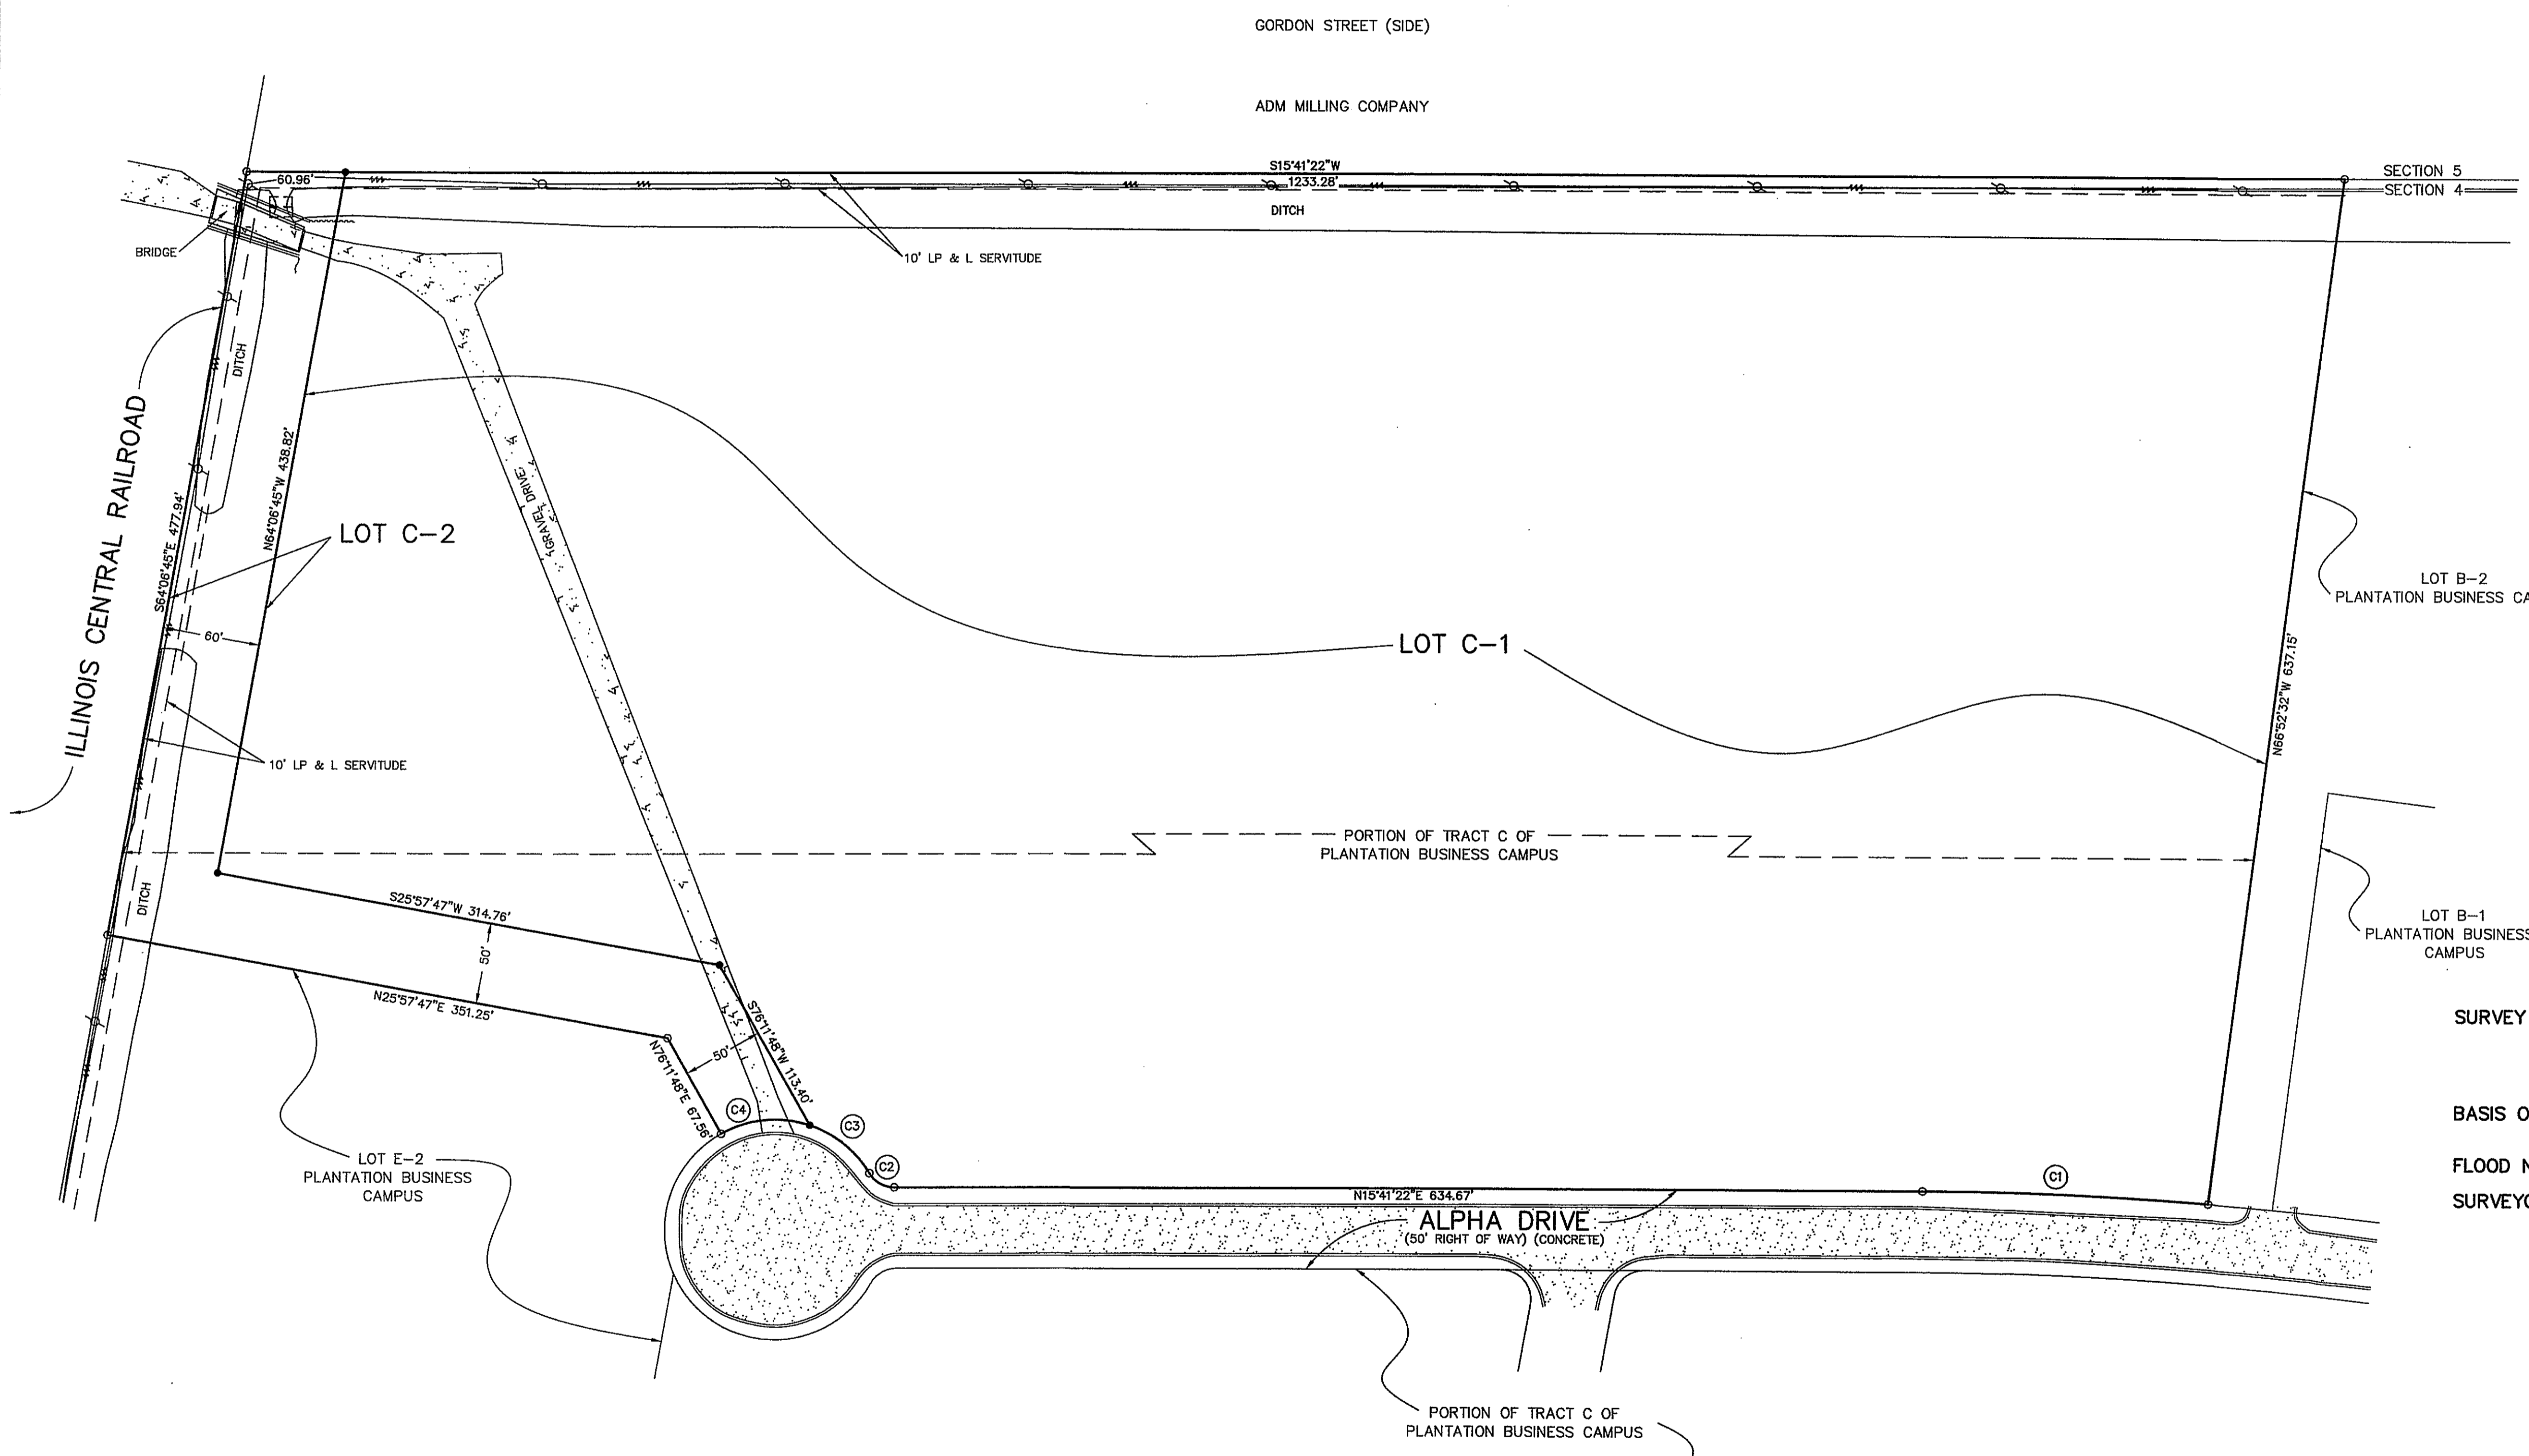 GORDON STREET (SIDE)
ADM MILLING COMPANY
S15°41'22"W
1233.28'
SECTION 5
SECTION 4
60.96'
DITCH
BRIDGE
10' LP & L SERVITUDE
DITCH
ILLINOIS CENTRAL RAILROAD
N64°06'45"W 438.82'
S64°06'45"E 477.94'
GRAVEL DRIVE
LOT C-2
60'
LOT C-1
LOT B-2
PLANTATION BUSINESS CA
N66°52'32"W 637.15'
10' LP & L SERVITUDE
PORTION OF TRACT C OF
PLANTATION BUSINESS CAMPUS
DITCH
S25°57'47"W 314.76'
50'
N25°57'47"E 351.25'
LOT B-1
PLANTATION BUSINESS
CAMPUS
SURVEY
S76°11'48"W 113.40'
50'
N76°11'48"E 67.56'
C4
C3
C2
C1
BASIS O
FLOOD N
SURVEYO
LOT E-2
PLANTATION BUSINESS
CAMPUS
N15°41'22"E 634.67'
ALPHA DRIVE
(50' RIGHT OF WAY) (CONCRETE)
PORTION OF TRACT C OF
PLANTATION BUSINESS CAMPUS